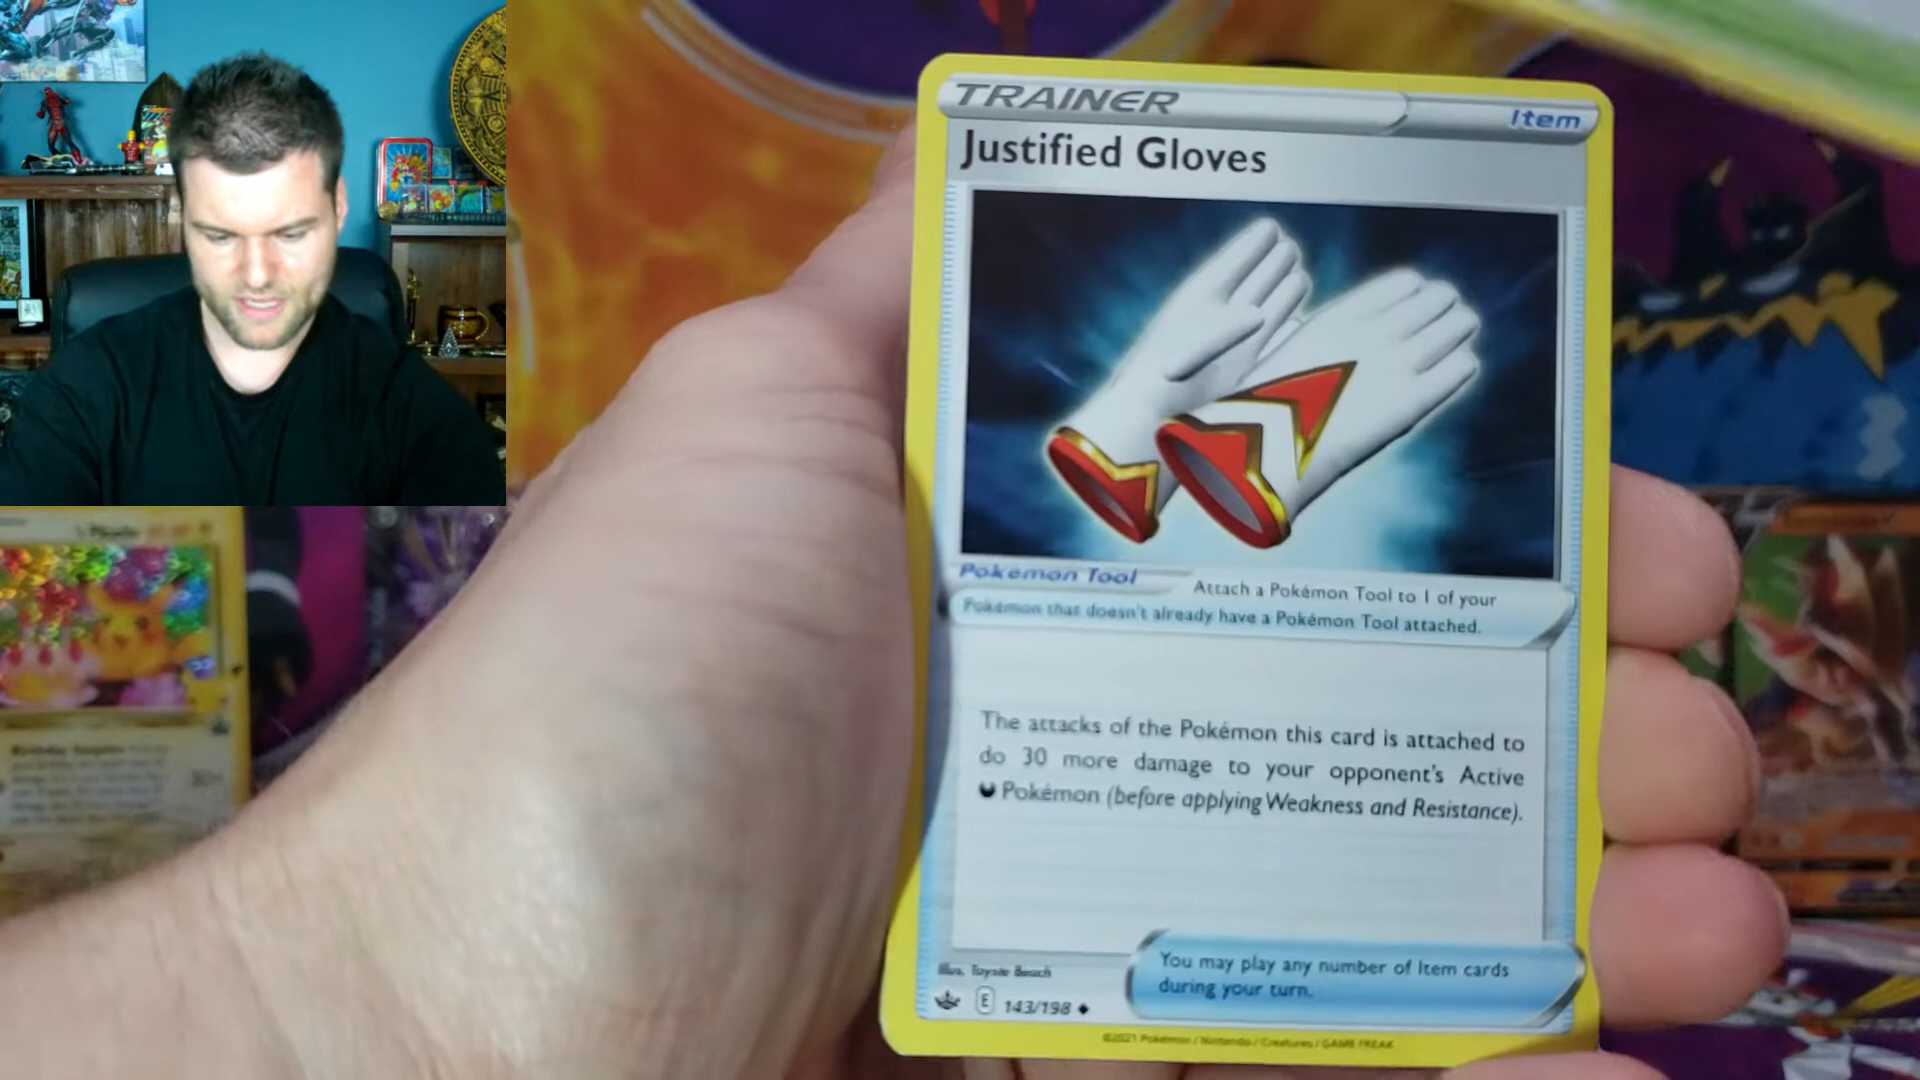 TRAINER
Item
Justified Gloves
Pokémon Tool
Attach a Pokémon Tool to 1 of your
Pokémon that doesn't already have a Pokémon Tool attached.
The attacks of the Pokémon this card is attached to
do 30 more damage to your opponent's Active
Pokémon (before applying Weakness and Resistance).
You may play any number of Item cards
during your turn.
Illus. Toyste Beach
E
143/198
©2021 Pokémon / Nintendo / Creatures / GAME FREAK